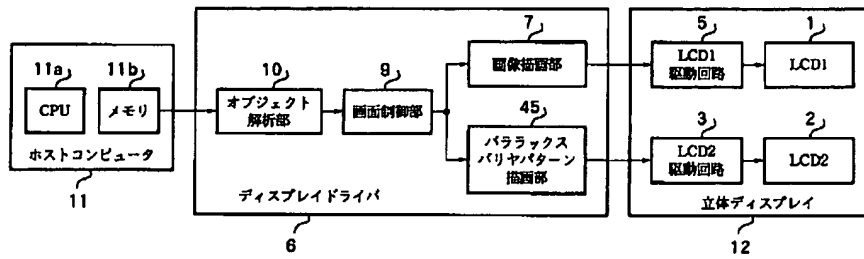 7
5
1
11a
11b
10
9
画像描画部
LCD1
駆動回路
LCD1
CPU
メモリ
オブジェクト
解析部
画面制御部
45
3
2
パララックス
バリヤパターン
描画部
LCD2
駆動回路
LCD2
ホストコンピュータ
ディスプレイドライバ
立体ディスプレイ
11
6
12